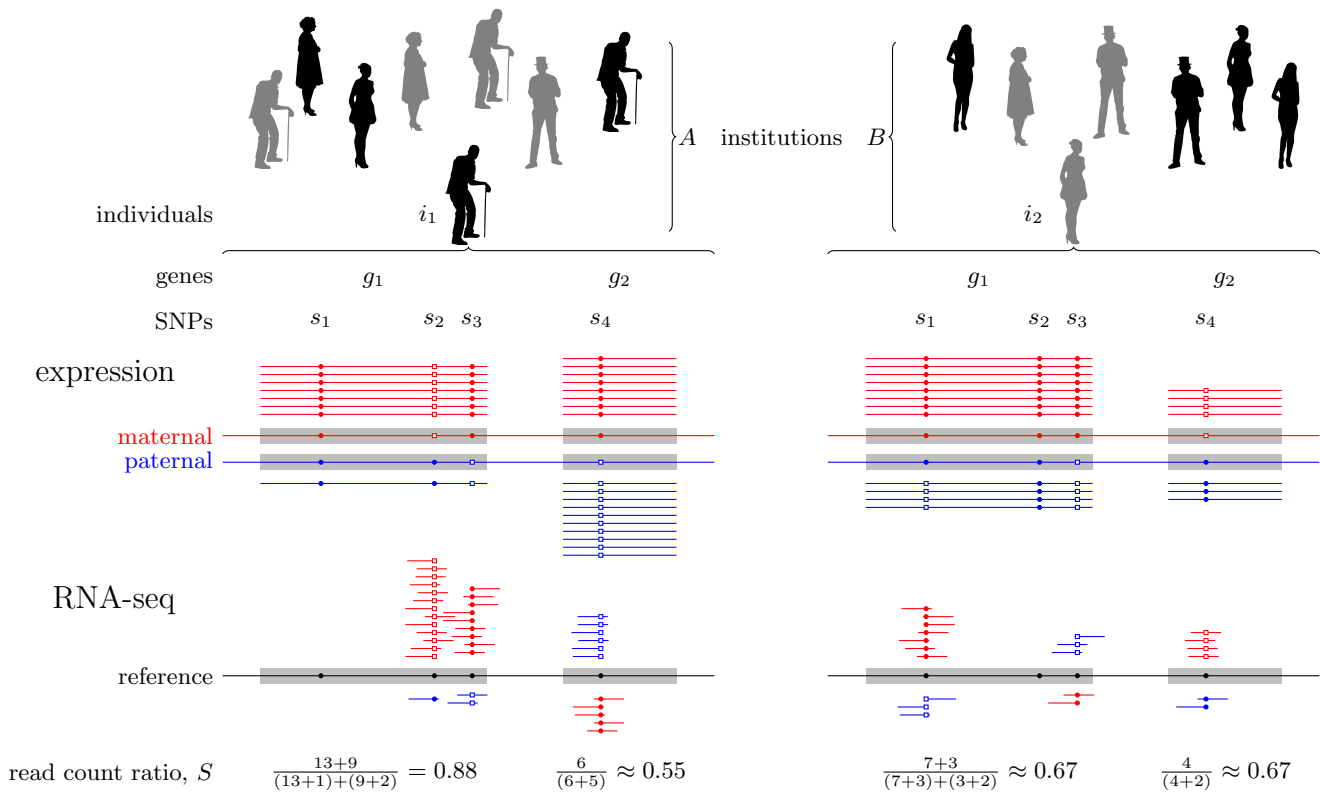 A institutions B
individuals i₁ i₂
genes g₁ g₂ g₁ g₂
SNPs s₁ s₂ s₃ s₄ s₁ s₂ s₃ s₄
expression
maternal
paternal
RNA-seq
reference
read count ratio, S 13+9/(13+1)+(9+2) = 0.88 6/(6+5) ≈ 0.55 7+3/(7+3)+(3+2) ≈ 0.67 4/(4+2) ≈ 0.67